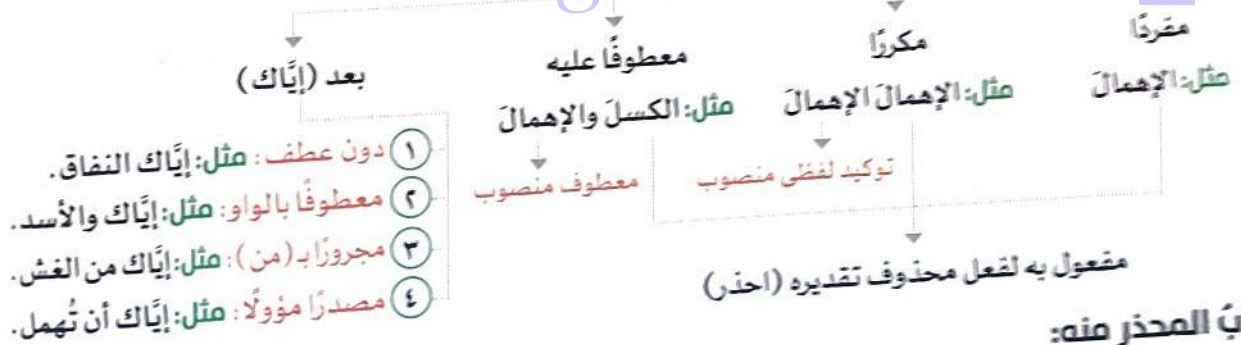 مفردًا
مثل: الإهمالَ
مكررًا
مثل: الإهمالَ الإهمالَ
توكيد لفظى منصوب
معطوفًا عليه
مثل: الكسلَ والإهمالَ
معطوف منصوب
بعد (إيَّاك)
١ دون عطف: مثل: إيَّاك النفاق.
٢ معطوفًا بالواو: مثل: إيَّاك والأسد.
٣ مجرورًا بـ (من): مثل: إيَّاك من الغش.
٤ مصدرًا مؤولًا: مثل: إيَّاك أن تُهمل.
مفعول به لفعل محذوف تقديره (احذر)
المحذر منه: